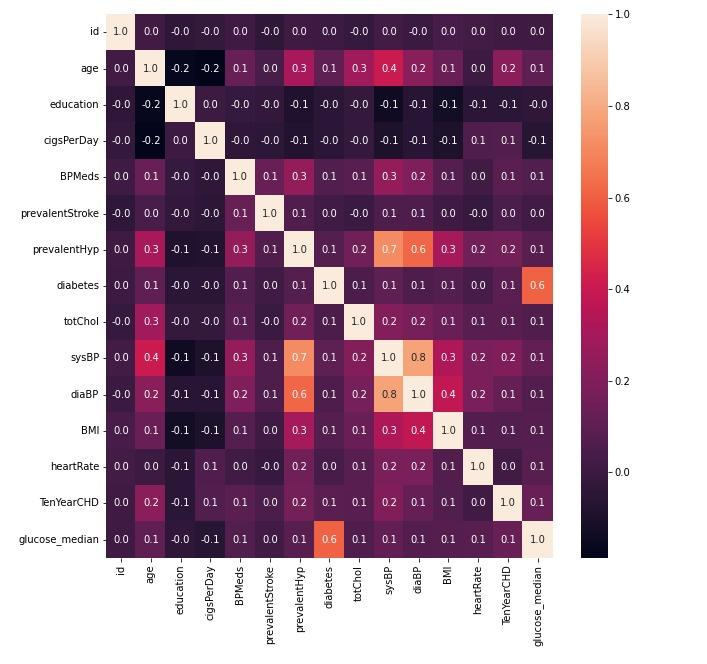 id 1.0 0.0 -0.0 -0.0 0.0 -0.0 0.0 0.0 -0.0 0.0 -0.0 0.0 0.0 0.0 0.0
age 0.0 1.0 -0.2 -0.2 0.1 0.0 0.3 0.1 0.3 0.4 0.2 0.1 0.0 0.2 0.1
education -0.0 -0.2 1.0 0.0 -0.0 -0.0 -0.1 -0.0 -0.0 -0.1 -0.1 -0.1 -0.1 -0.1 -0.0
cigsPerDay -0.0 -0.2 0.0 1.0 -0.0 -0.0 -0.1 -0.0 -0.0 -0.1 -0.1 -0.1 0.1 0.1 -0.1
BPMeds 0.0 0.1 -0.0 -0.0 1.0 0.1 0.3 0.1 0.1 0.3 0.2 0.1 0.0 0.1 0.1
prevalentStroke -0.0 0.0 -0.0 -0.0 0.1 1.0 0.1 0.0 -0.0 0.1 0.1 0.0 -0.0 0.0 0.0
prevalentHyp 0.0 0.3 -0.1 -0.1 0.3 0.1 1.0 0.1 0.2 0.7 0.6 0.3 0.2 0.2 0.1
diabetes 0.0 0.1 -0.0 -0.0 0.1 0.0 0.1 1.0 0.1 0.1 0.1 0.1 0.0 0.1 0.6
totChol -0.0 0.3 -0.0 -0.0 0.1 -0.0 0.2 0.1 1.0 0.2 0.2 0.1 0.1 0.1 0.1
sysBP 0.0 0.4 -0.1 -0.1 0.3 0.1 0.7 0.1 0.2 1.0 0.8 0.3 0.2 0.2 0.1
diaBP -0.0 0.2 -0.1 -0.1 0.2 0.1 0.6 0.1 0.2 0.8 1.0 0.4 0.2 0.1 0.1
BMI 0.0 0.1 -0.1 -0.1 0.1 0.0 0.3 0.1 0.1 0.3 0.4 1.0 0.1 0.1 0.1
heartRate 0.0 0.0 -0.1 0.1 0.0 -0.0 0.2 0.0 0.1 0.2 0.2 0.1 1.0 0.0 0.1
TenYearCHD 0.0 0.2 -0.1 0.1 0.1 0.0 0.2 0.1 0.1 0.2 0.1 0.1 0.0 1.0 0.1
glucose_median 0.0 0.1 -0.0 -0.1 0.1 0.0 0.1 0.6 0.1 0.1 0.1 0.1 0.1 0.1 1.0
id
age
education
cigsPerDay
BPMeds
prevalentStroke
prevalentHyp
diabetes
totChol
sysBP
diaBP
BMI
heartRate
TenYearCHD
glucose_median
1.0
0.8
0.6
0.4
0.2
0.0